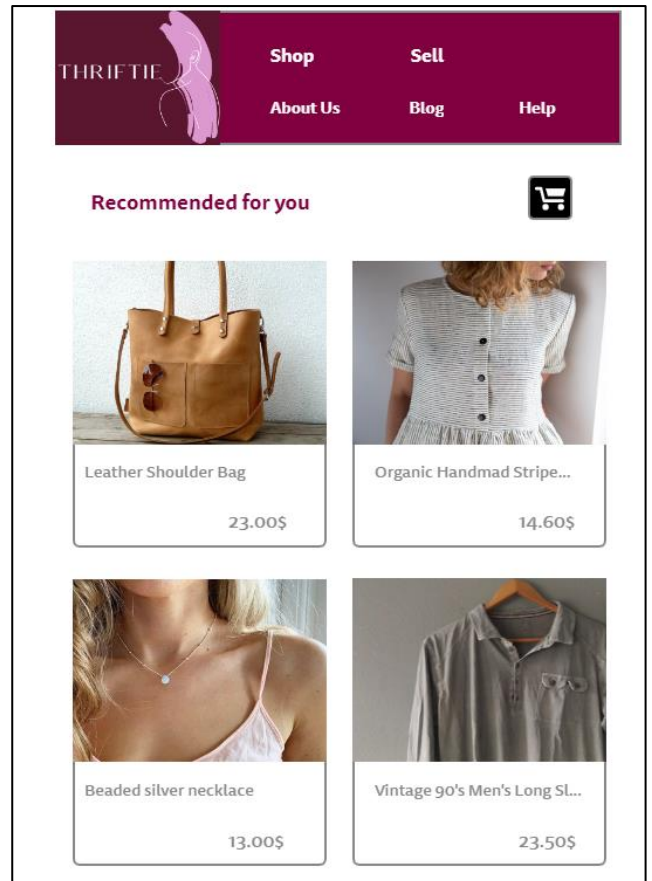 THRIFTIE
Shop Sell
About Us Blog Help
Recommended for you
Leather Shoulder Bag
23.00$
Organic Handmad Stripe...
14.60$
Beaded silver necklace
13.00$
Vintage 90's Men's Long Sl...
23.50$